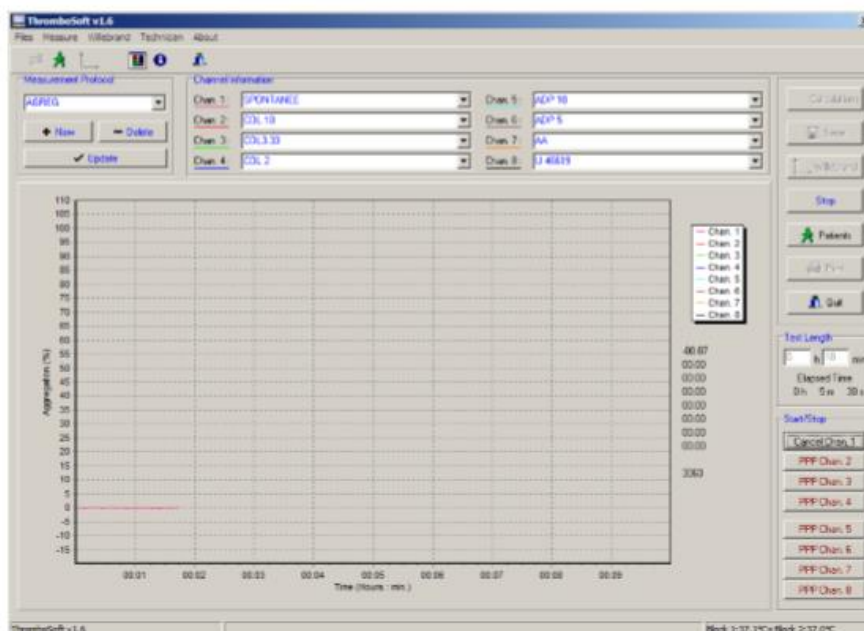 ThromboSoft v1.6
Files Measure Willebrand Technician About
Measurement Protocol
AGREG
New
Delete
Update
Channel information
Chan. 1: SPONTANEE
Chan. 2: COL 10
Chan. 3: COL3.33
Chan. 4: COL 2
Chan. 5: ADP 10
Chan. 6: ADP 5
Chan. 7: AA
Chan. 8: U 46619
Calculations
Save
Willebrand
Stop
Patients
Print
Quit
Test Length
h
mn
Elapsed Time
0 h 5 m
Start/Stop
Cancel Chan. 1
PPP Chan. 2
PPP Chan. 3
PPP Chan. 4
PPP Chan. 5
PPP Chan. 6
PPP Chan. 7
PPP Chan. 8
Aggregation (%)
110
105
100
95
90
85
80
75
70
65
60
55
50
45
40
35
30
25
20
15
10
5
0
-5
-10
-15
00:01 00:02 00:03 00:04 00:05 00:06 00:07 00:08 00:09
Time (Hours : min.)
Chan. 1
Chan. 2
Chan. 3
Chan. 4
Chan. 5
Chan. 6
Chan. 7
Chan. 8
00.00
00.00
00.00
00.00
00.00
00.00
00.00
ThromboSoft v1.6